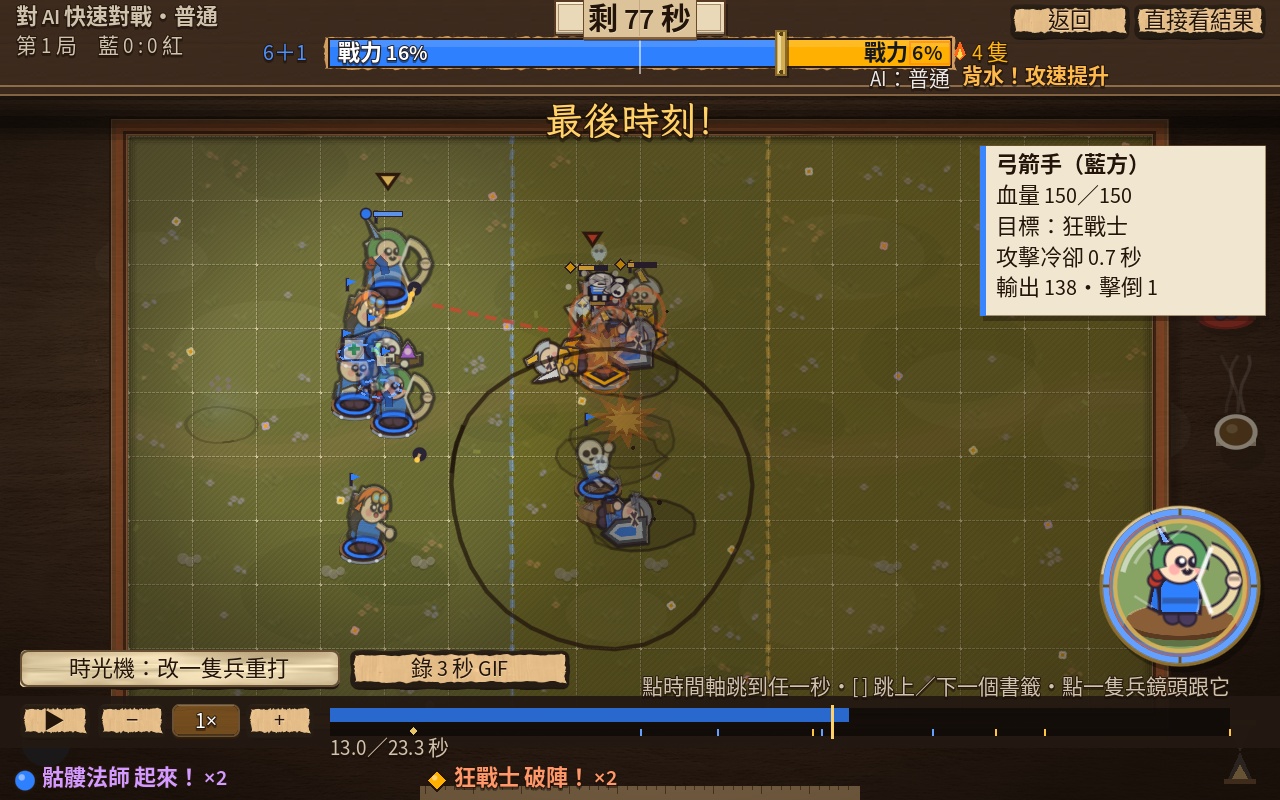 對 AI 快速對戰・普通
剩 77 秒
返回
直接看結果
第 1 局　藍 0 : 0 紅
6＋1
戰力 16%
戰力 6%
4 隻
AI：普通
背水！攻速提升
最後時刻！
弓箭手（藍方）
血量 150／150
目標：狂戰士
攻擊冷卻 0.7 秒
輸出 138・擊倒 1
時光機：改一隻兵重打
錄 3 秒 GIF
點時間軸跳到任一秒・[ ] 跳上／下一個書籤・點一隻兵鏡頭跟它
−
1×
+
13.0／23.3 秒
骷髏法師 起來！ ×2
狂戰士 破陣！ ×2